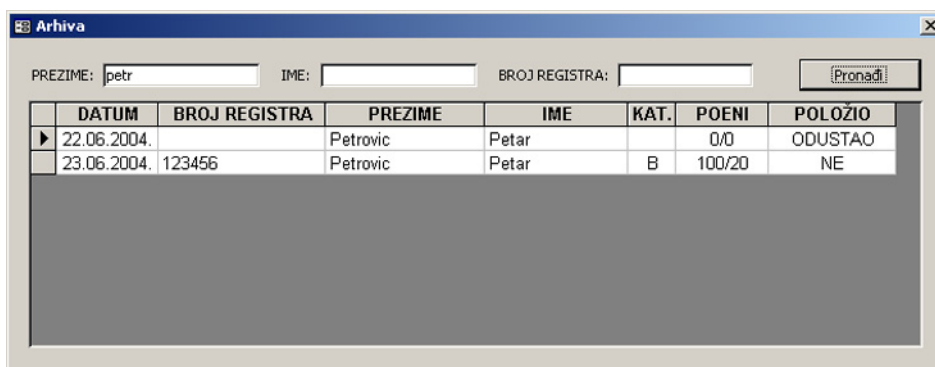 Arhiva
PREZIME: petr IME: BROJ REGISTRA: Pronađi
DATUM BROJ REGISTRA PREZIME IME KAT. POENI POLOŽIO
22.06.2004. Petrovic Petar 0/0 ODUSTAO
23.06.2004. 123456 Petrovic Petar B 100/20 NE